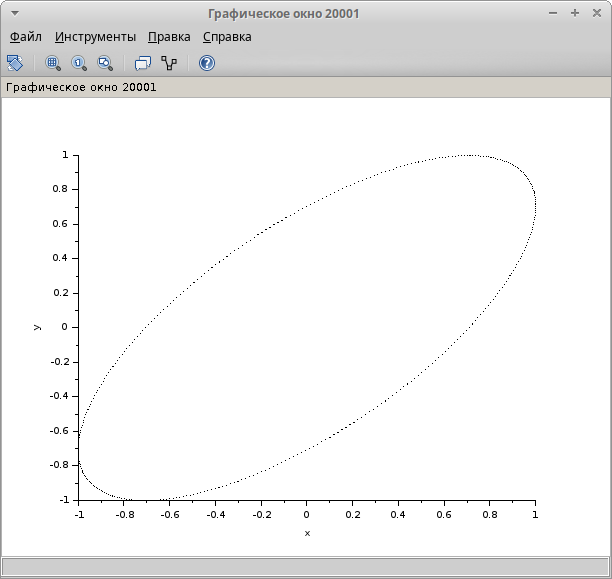 Графическое окно 20001
Файл Инструменты Правка Справка
Графическое окно 20001
1
0.8
0.6
0.4
0.2
0
-0.2
-0.4
-0.6
-0.8
-1
y
-1 -0.8 -0.6 -0.4 -0.2 0 0.2 0.4 0.6 0.8 1
x